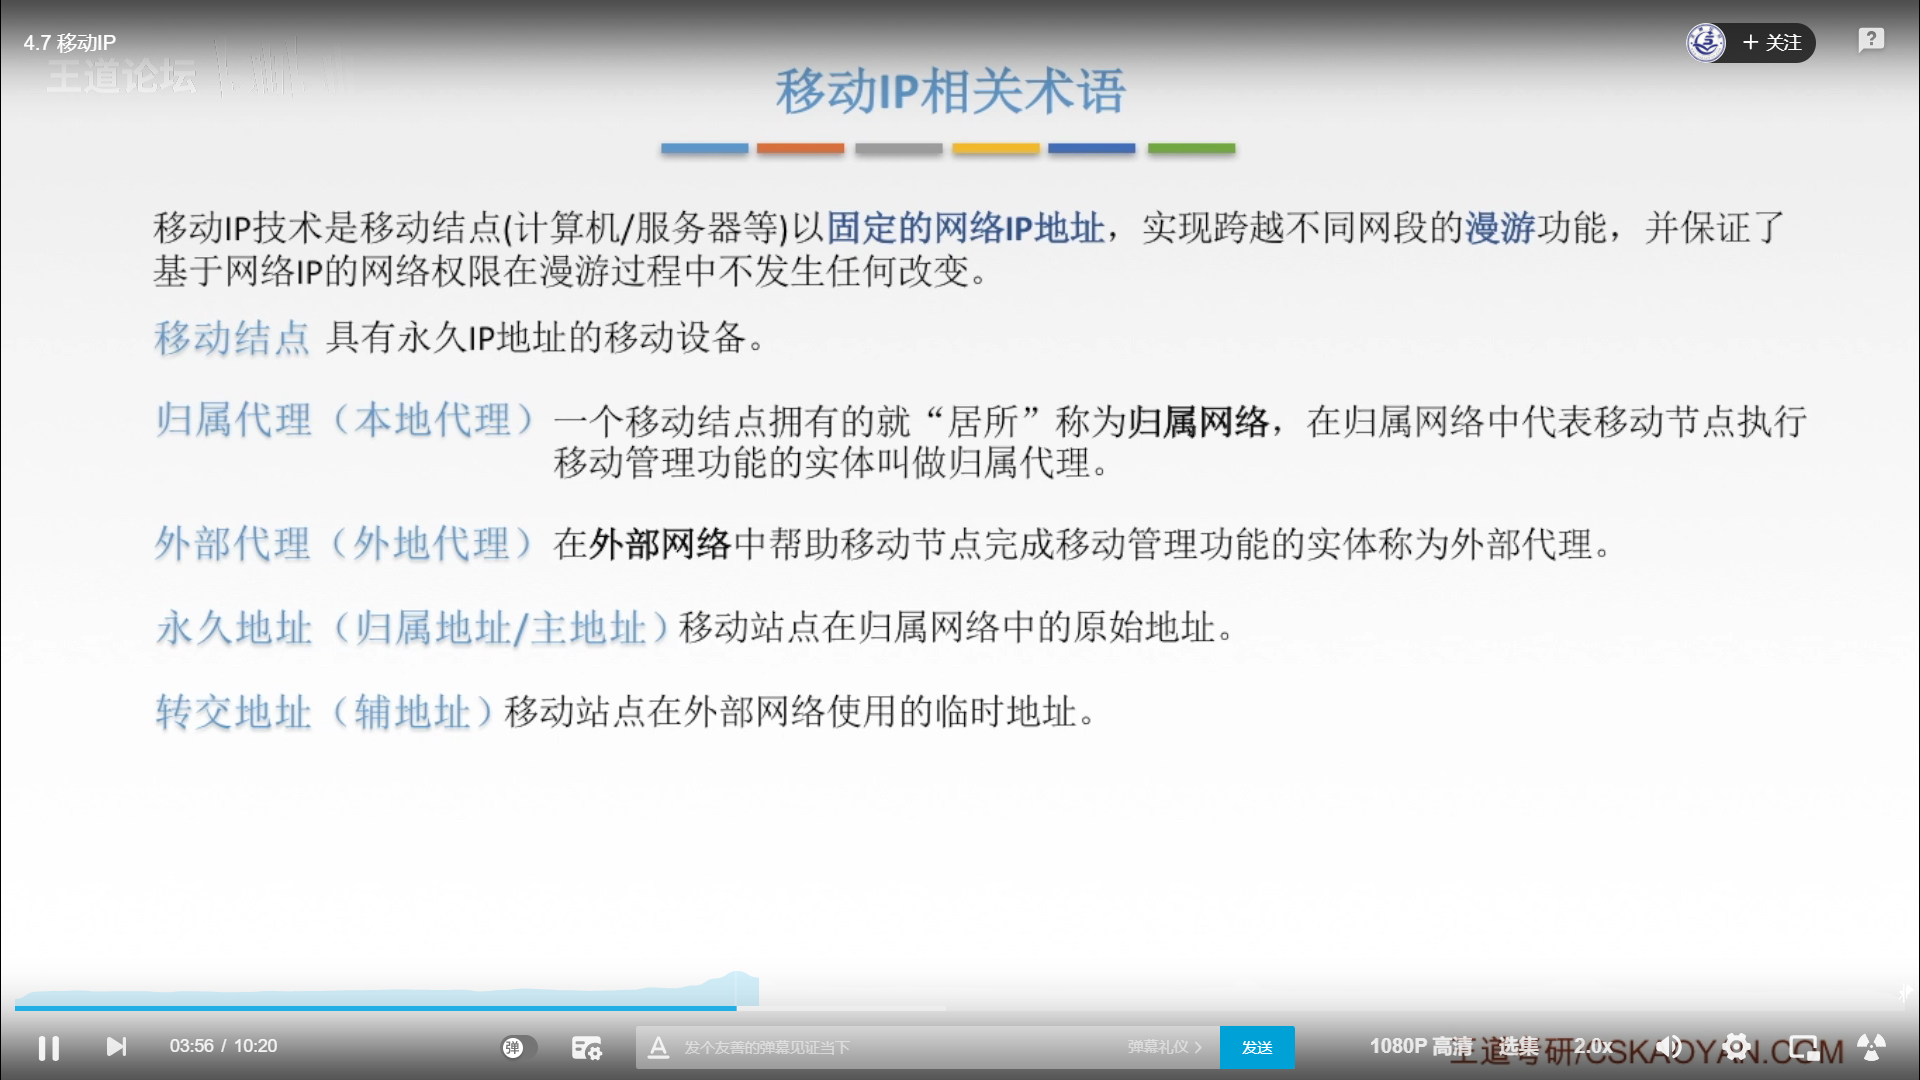 4.7 移动IP
王道论坛
+ 关注
移动IP相关术语
移动IP技术是移动结点(计算机/服务器等)以固定的网络IP地址，实现跨越不同网段的漫游功能，并保证了
基于网络IP的网络权限在漫游过程中不发生任何改变。
移动结点 具有永久IP地址的移动设备。
归属代理（本地代理）一个移动结点拥有的就“居所”称为归属网络，在归属网络中代表移动节点执行
移动管理功能的实体叫做归属代理。
外部代理（外地代理）在外部网络中帮助移动节点完成移动管理功能的实体称为外部代理。
永久地址（归属地址/主地址）移动站点在归属网络中的原始地址。
转交地址（辅地址）移动站点在外部网络使用的临时地址。
03:56 / 10:20
弹
发个友善的弹幕见证当下
弹幕礼仪
发送
1080P 高清
选集
2.0x
王道考研/CSKAOYAN.COM